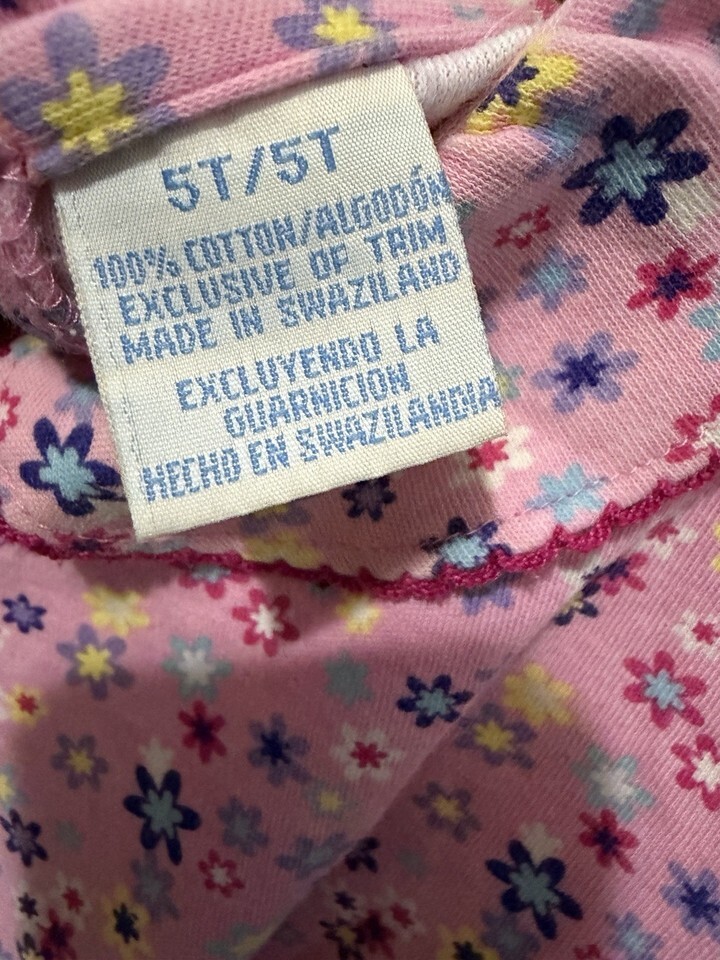 5T/5T
100% COTTON/ALGODÓN
EXCLUSIVE OF TRIM
MADE IN SWAZILAND
EXCLUYENDO LA
GUARNICION
HECHO EN SWAZILANDIA